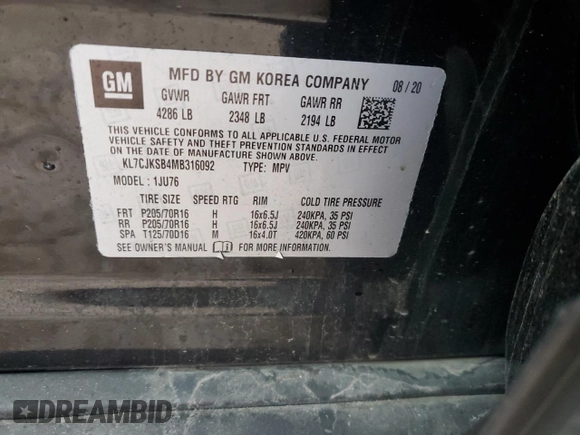 GM
MFD BY GM KOREA COMPANY 08/20
GVWR GAWR FRT GAWR RR
4286 LB 2348 LB 2194 LB
THIS VEHICLE CONFORMS TO ALL APPLICABLE U.S. FEDERAL MOTOR
VEHICLE SAFETY AND THEFT PREVENTION STANDARDS IN EFFECT
ON THE DATE OF MANUFACTURE SHOWN ABOVE.
KL7CJKSB4MB316092 TYPE: MPV
MODEL: 1JU76
TIRE SIZE SPEED RTG RIM COLD TIRE PRESSURE
FRT P205/70R16 H 16x6.5J 240KPA, 35 PSI
RR P205/70R16 H 16x6.5J 240KPA, 35 PSI
SPA T125/70D16 M 16x4.0T 420KPA, 60 PSI
SEE OWNER'S MANUAL FOR MORE INFORMATION.
DREAMBID